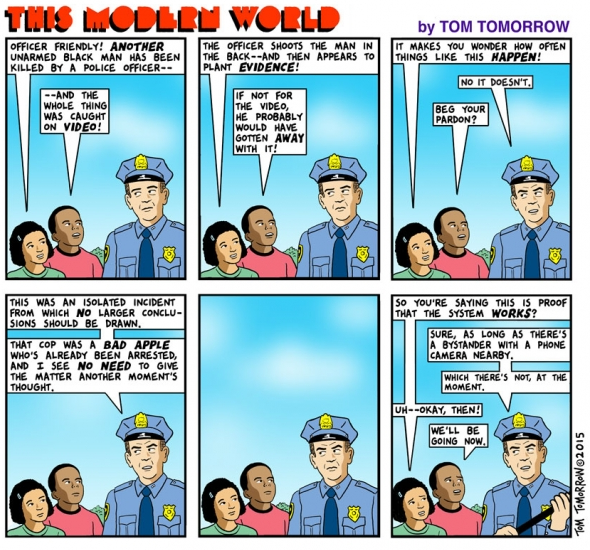 THIS MODERN WORLD
by TOM TOMORROW
OFFICER FRIENDLY! ANOTHER
UNARMED BLACK MAN HAS BEEN
KILLED BY A POLICE OFFICER--
--AND THE
WHOLE THING
WAS CAUGHT
ON VIDEO!
THE OFFICER SHOOTS THE MAN IN
THE BACK--AND THEN APPEARS TO
PLANT EVIDENCE!
IF NOT FOR
THE VIDEO,
HE PROBABLY
WOULD HAVE
GOTTEN AWAY
WITH IT!
IT MAKES YOU WONDER HOW OFTEN
THINGS LIKE THIS HAPPEN!
NO IT DOESN'T.
BEG YOUR
PARDON?
THIS WAS AN ISOLATED INCIDENT
FROM WHICH NO LARGER CONCLU-
SIONS SHOULD BE DRAWN.
THAT COP WAS A BAD APPLE
WHO'S ALREADY BEEN ARRESTED,
AND I SEE NO NEED TO GIVE
THE MATTER ANOTHER MOMENT'S
THOUGHT.
SO YOU'RE SAYING THIS IS PROOF
THAT THE SYSTEM WORKS?
SURE, AS LONG AS THERE'S
A BYSTANDER WITH A PHONE
CAMERA NEARBY.
WHICH THERE'S NOT, AT THE
MOMENT.
UH--OKAY, THEN!
WE'LL BE
GOING NOW.
TOM TOMORROW©2015